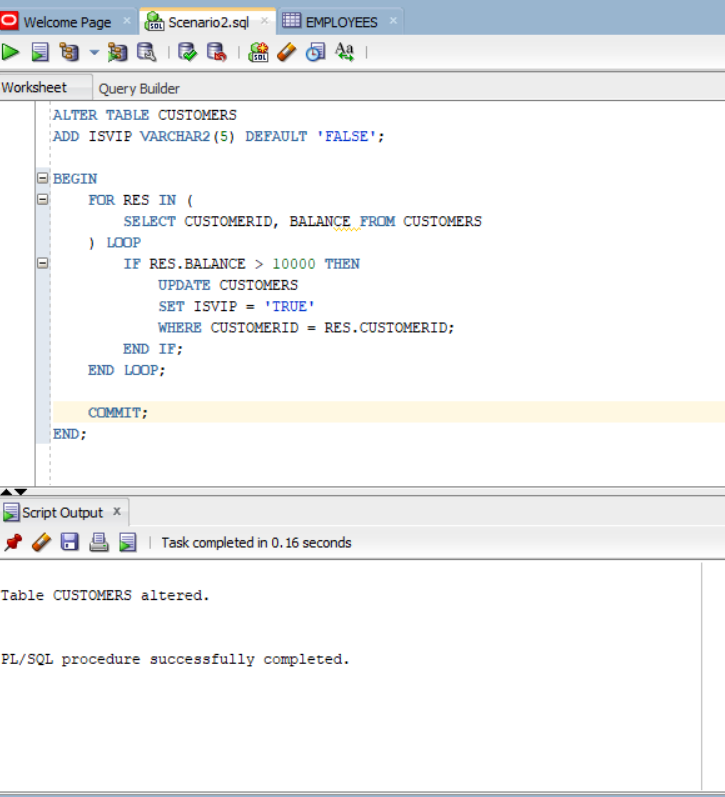 Welcome Page Scenario2.sql EMPLOYEES
Worksheet Query Builder
ALTER TABLE CUSTOMERS
ADD ISVIP VARCHAR2(5) DEFAULT 'FALSE';
BEGIN
FOR RES IN (
SELECT CUSTOMERID, BALANCE FROM CUSTOMERS
) LOOP
IF RES.BALANCE > 10000 THEN
UPDATE CUSTOMERS
SET ISVIP = 'TRUE'
WHERE CUSTOMERID = RES.CUSTOMERID;
END IF;
END LOOP;
COMMIT;
END;
Script Output
Task completed in 0.16 seconds
Table CUSTOMERS altered.
PL/SQL procedure successfully completed.